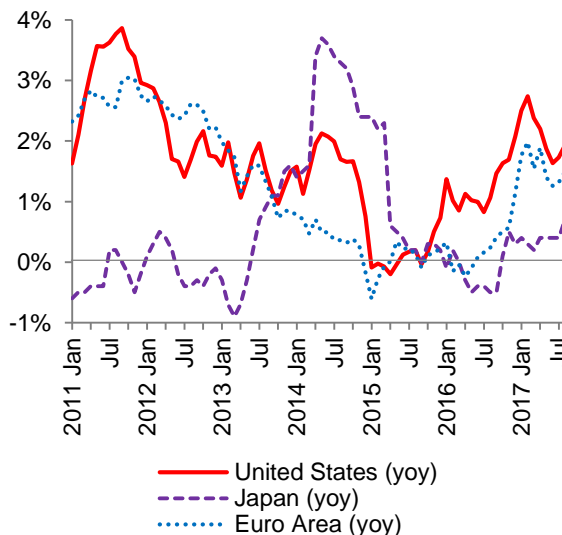 4%
3%
2%
1%
0%
-1%
2011 Jan
Jul
2012 Jan
Jul
2013 Jan
Jul
2014 Jan
Jul
2015 Jan
Jul
2016 Jan
Jul
2017 Jan
Jul
United States (yoy)
Japan (yoy)
Euro Area (yoy)